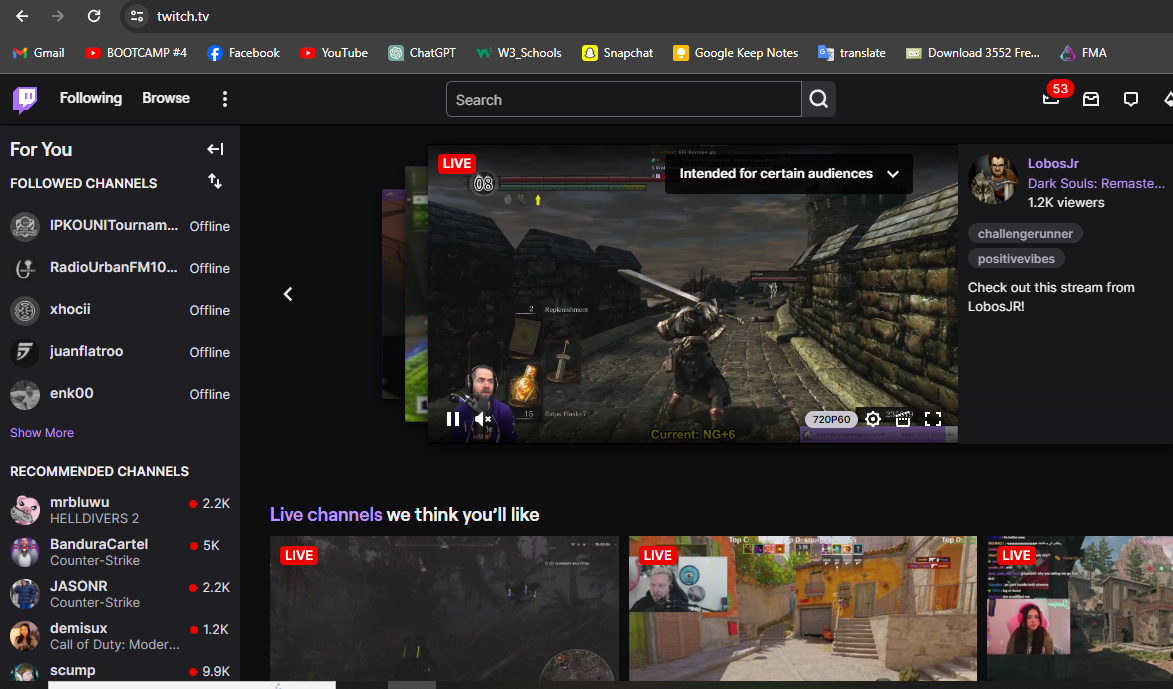 twitch.tv
Gmail
BOOTCAMP #4
Facebook
YouTube
ChatGPT
W3_Schools
Snapchat
Google Keep Notes
translate
Download 3552 Fre...
FMA
Following
Browse
Search
53
For You
FOLLOWED CHANNELS
IPKOUNITournam... Offline
RadioUrbanFM10... Offline
xhocii Offline
juanflatroo Offline
enk00 Offline
Show More
RECOMMENDED CHANNELS
mrbluwu 2.2K
HELLDIVERS 2
BanduraCartel 5K
Counter-Strike
JASONR 2.2K
Counter-Strike
demisux 1.2K
Call of Duty: Moder...
scump 9.9K
LIVE
08
Intended for certain audiences
2 Replenishment
15 Estus Flask+7
720P60
Current: NG+6
LobosJr
Dark Souls: Remaste...
1.2K viewers
challengerunner
positivevibes
Check out this stream from
LobosJR!
Live channels we think you'll like
LIVE
LIVE
Top C:
Top D:
LIVE